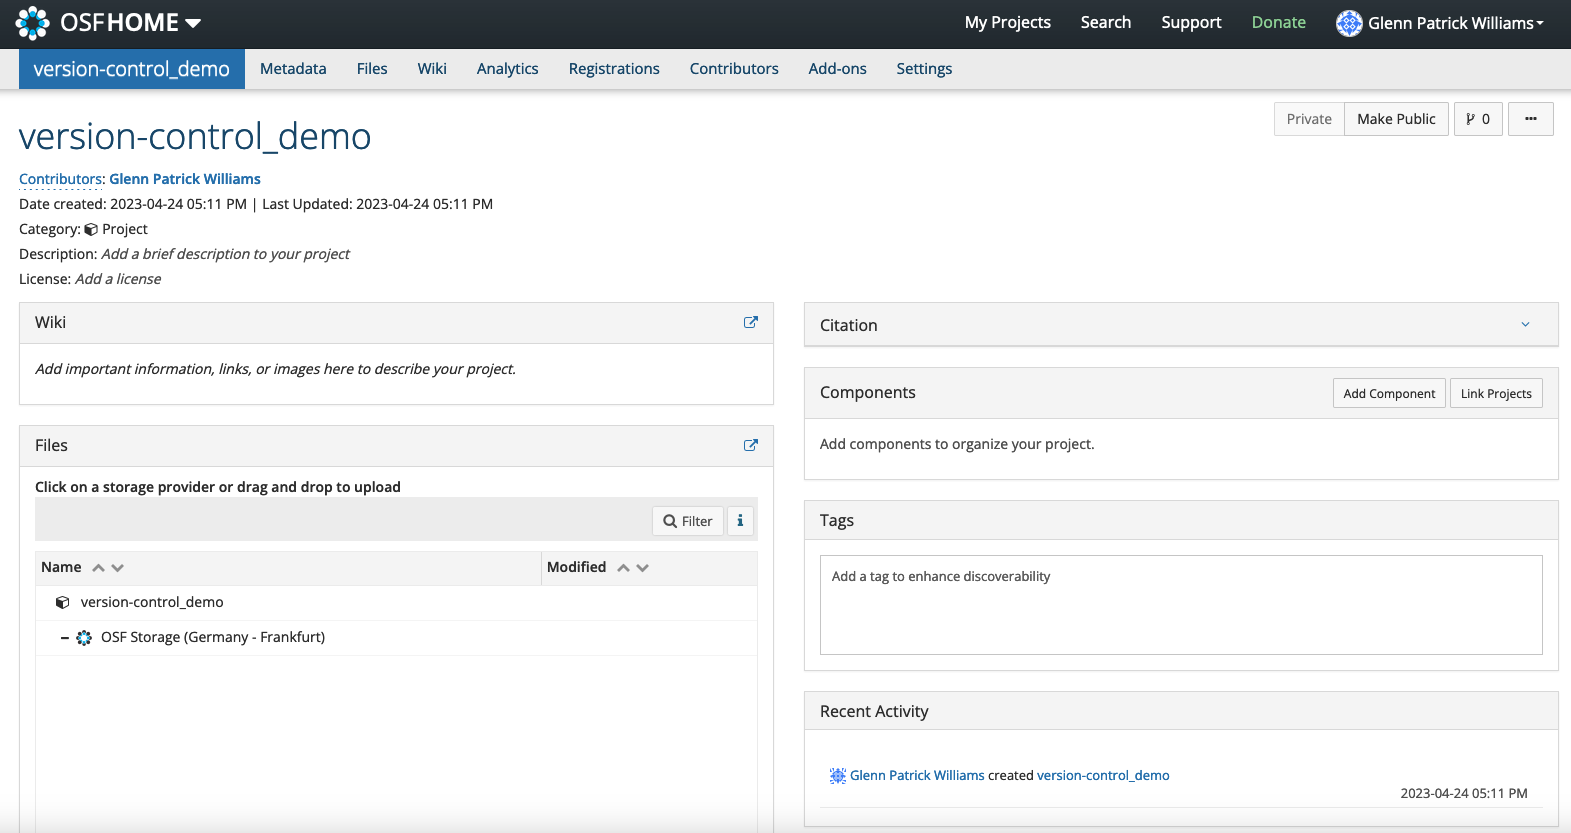 OSFHOME My Projects Search Support Donate Glenn Patrick Williams
version-control_demo Metadata Files Wiki Analytics Registrations Contributors Add-ons Settings
version-control_demo
Private Make Public 0 ...
Contributors: Glenn Patrick Williams
Date created: 2023-04-24 05:11 PM | Last Updated: 2023-04-24 05:11 PM
Category: Project
Description: Add a brief description to your project
License: Add a license
Wiki
Add important information, links, or images here to describe your project.
Files
Click on a storage provider or drag and drop to upload
Filter i
Name Modified
version-control_demo
OSF Storage (Germany - Frankfurt)
Citation
Components Add Component Link Projects
Add components to organize your project.
Tags
Add a tag to enhance discoverability
Recent Activity
Glenn Patrick Williams created version-control_demo
2023-04-24 05:11 PM